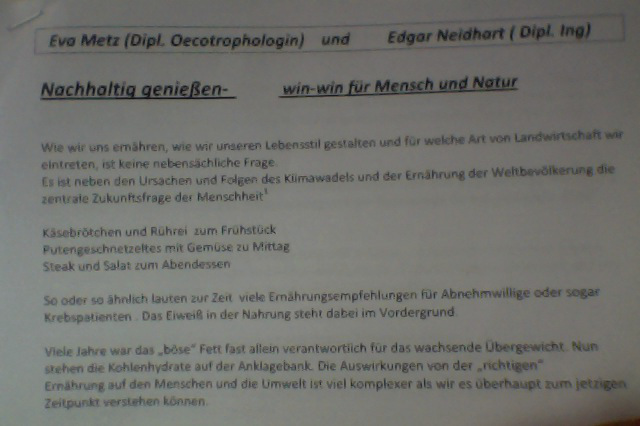 Eva Metz (Dipl. Oecotrophologin) und Edgar Neidhart ( Dipl. Ing)
Nachhaltig genießen- win-win für Mensch und Natur
Wie wir uns ernähren, wie wir unseren Lebensstil gestalten und für welche Art von Landwirtschaft wir
eintreten, ist keine nebensächliche Frage.
Es ist neben den Ursachen und Folgen des Klimawadels und der Ernährung der Weltbevölkerung die
zentrale Zukunftsfrage der Menschheit¹
Käsebrötchen und Rührei zum Frühstück
Putengeschnetzeltes mit Gemüse zu Mittag
Steak und Salat zum Abendessen
So oder so ähnlich lauten zur Zeit viele Ernährungsempfehlungen für Abnehmwillige oder sogar
Krebspatienten . Das Eiweiß in der Nahrung steht dabei im Vordergrund.
Viele Jahre war das „böse" Fett fast allein verantwortlich für das wachsende Übergewicht. Nun
stehen die Kohlenhydrate auf der Anklagebank. Die Auswirkungen von der „richtigen"
Ernährung auf den Menschen und die Umwelt ist viel komplexer als wir es überhaupt zum jetzigen
Zeitpunkt verstehen können.